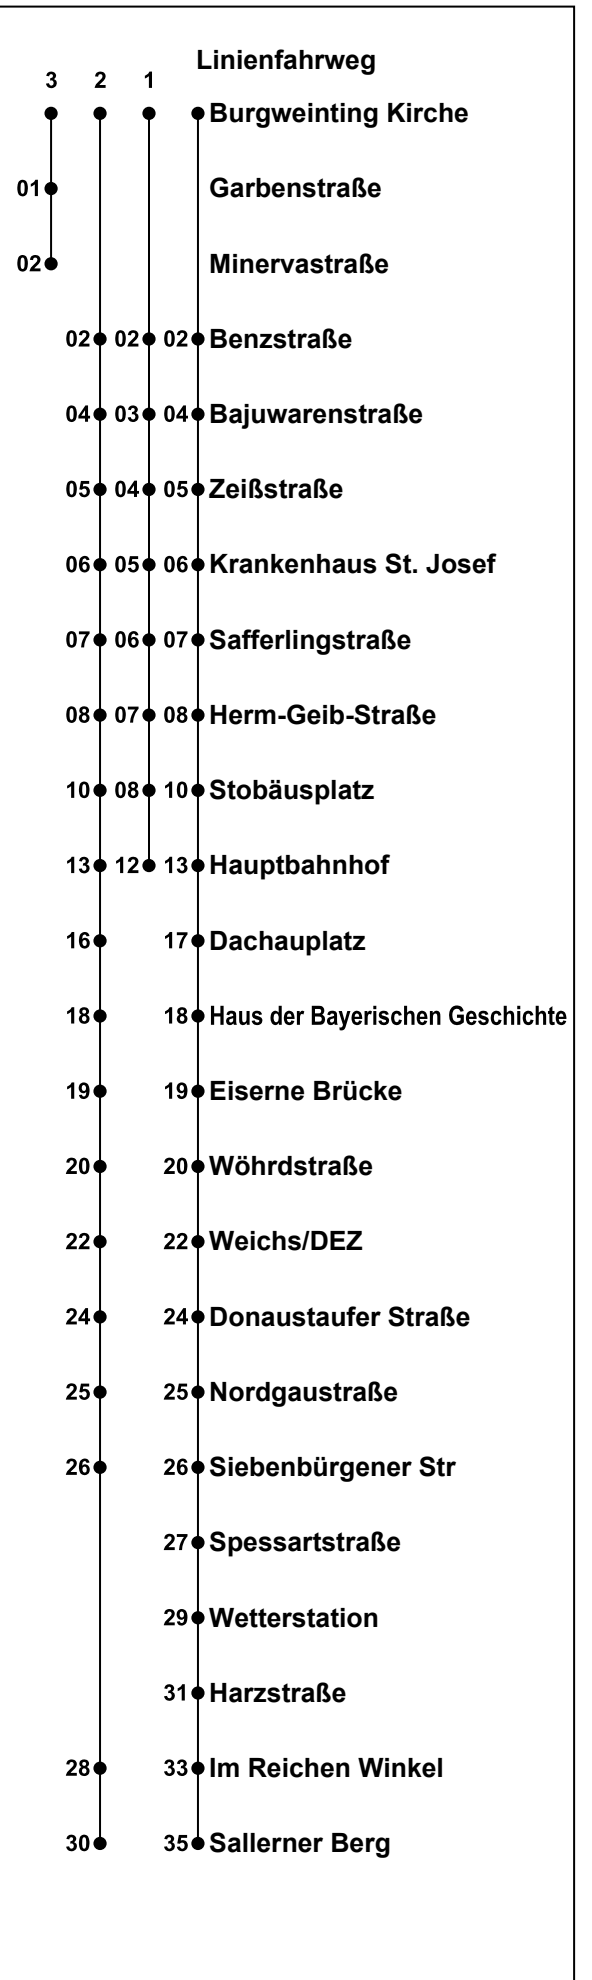 Linienfahrweg
3 2 1
Burgweinting Kirche
01 Garbenstraße
02 Minervastraße
02 02 02 Benzstraße
04 03 04 Bajuwarenstraße
05 04 05 Zeißstraße
06 05 06 Krankenhaus St. Josef
07 06 07 Safferlingstraße
08 07 08 Herm-Geib-Straße
10 08 10 Stobäusplatz
13 12 13 Hauptbahnhof
16 17 Dachauplatz
18 18 Haus der Bayerischen Geschichte
19 19 Eiserne Brücke
20 20 Wöhrdstraße
22 22 Weichs/DEZ
24 24 Donaustaufer Straße
25 25 Nordgaustraße
26 26 Siebenbürgener Str
27 Spessartstraße
29 Wetterstation
31 Harzstraße
28 33 Im Reichen Winkel
30 35 Sallerner Berg